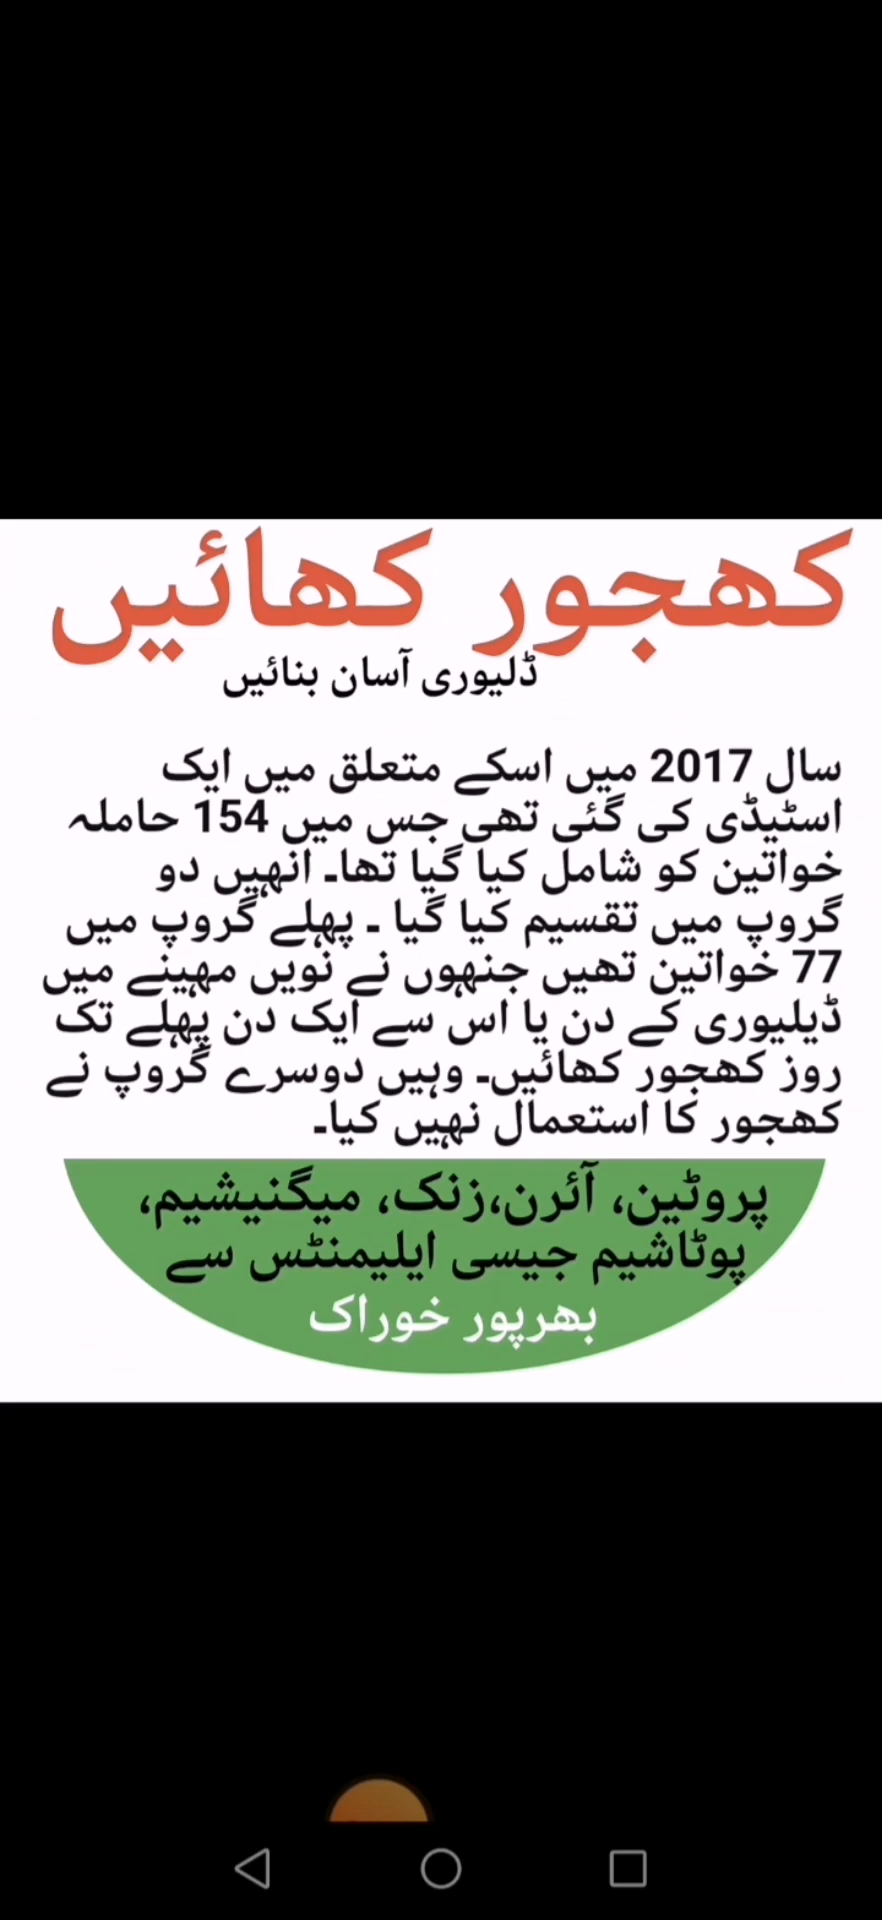 کھجور کھائیں
ڈلیوری آسان بنائیں
سال 2017 میں اسکے متعلق میں ایک
اسٹیڈی کی گئی تھی جس میں 154 حاملہ
خواتین کو شامل کیا گیا تھا۔ انھیں دو
گروپ میں تقسیم کیا گیا ۔ پہلے گروپ میں
77 خواتین تھیں جنہوں نے نویں مہینے میں
ڈیلیوری کے دن یا اس سے ایک دن پہلے تک
روز کھجور کھائیں۔ وہیں دوسرے گروپ نے
کھجور کا استعمال نہیں کیا۔
پروٹین، آئرن،زنک، میگنیشیم،
پوٹاشیم جیسی ایلیمنٹس سے
بھرپور خوراک